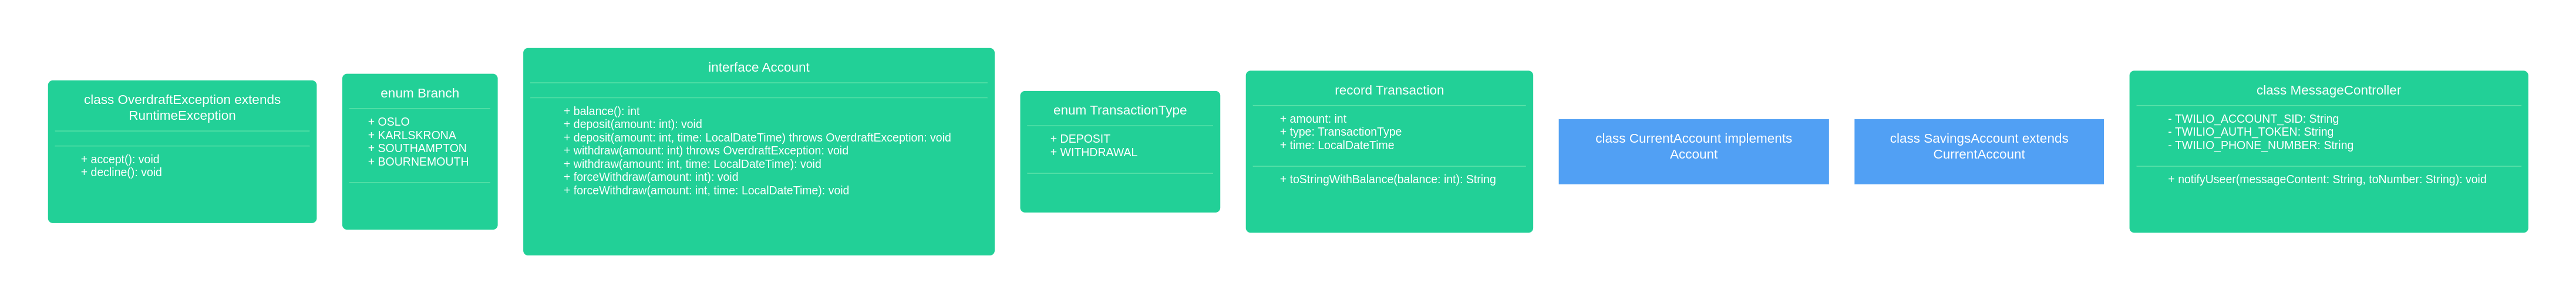 class OverdraftException extends
RuntimeException
+ accept(): void
+ decline(): void
enum Branch
+ OSLO
+ KARLSKRONA
+ SOUTHAMPTON
+ BOURNEMOUTH
interface Account
+ balance(): int
+ deposit(amount: int): void
+ deposit(amount: int, time: LocalDateTime) throws OverdraftException: void
+ withdraw(amount: int) throws OverdraftException: void
+ withdraw(amount: int, time: LocalDateTime): void
+ forceWithdraw(amount: int): void
+ forceWithdraw(amount: int, time: LocalDateTime): void
enum TransactionType
+ DEPOSIT
+ WITHDRAWAL
record Transaction
+ amount: int
+ type: TransactionType
+ time: LocalDateTime
+ toStringWithBalance(balance: int): String
class CurrentAccount implements
Account
class SavingsAccount extends
CurrentAccount
class MessageController
- TWILIO_ACCOUNT_SID: String
- TWILIO_AUTH_TOKEN: String
- TWILIO_PHONE_NUMBER: String
+ notifyUseer(messageContent: String, toNumber: String): void